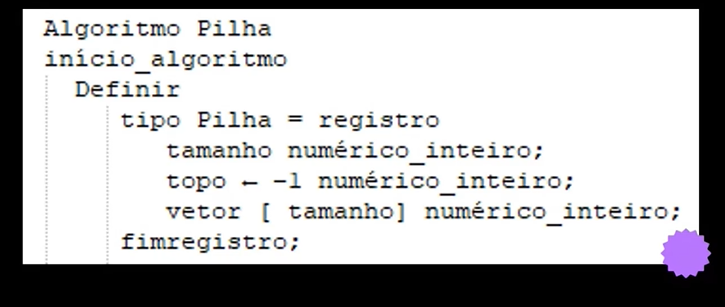 Algoritmo Pilha
início_algoritmo
Definir
tipo Pilha = registro
tamanho numérico_inteiro;
topo ← -1 numérico_inteiro;
vetor [ tamanho] numérico_inteiro;
fimregistro;